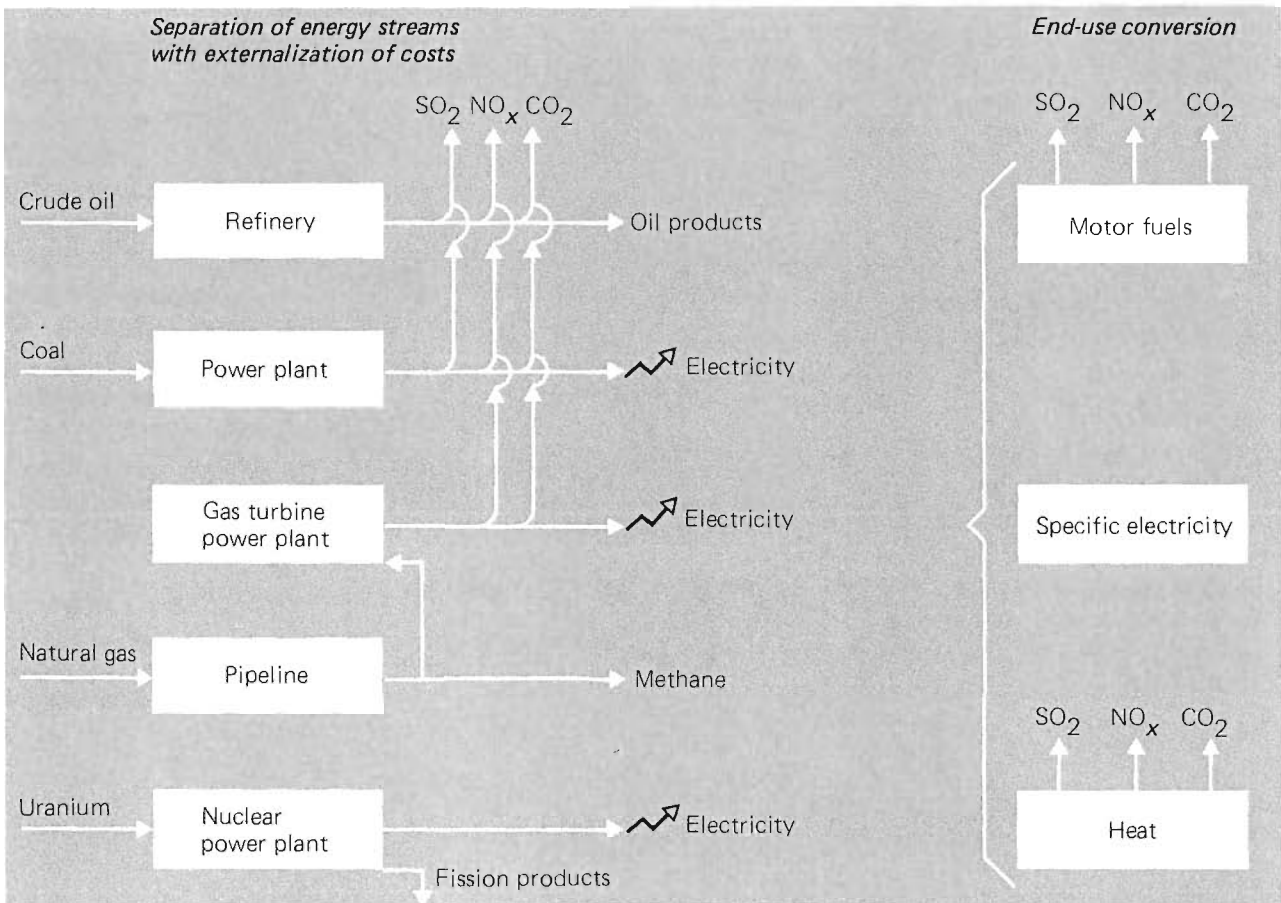 Separation of energy streams
with externalization of costs
End-use conversion
SO₂ NOₓ CO₂
SO₂ NOₓ CO₂
Crude oil
Refinery
Oil products
Motor fuels
Coal
Power plant
Electricity
Gas turbine
power plant
Electricity
Specific electricity
Natural gas
Pipeline
Methane
SO₂ NOₓ CO₂
Uranium
Nuclear
power plant
Electricity
Heat
Fission products